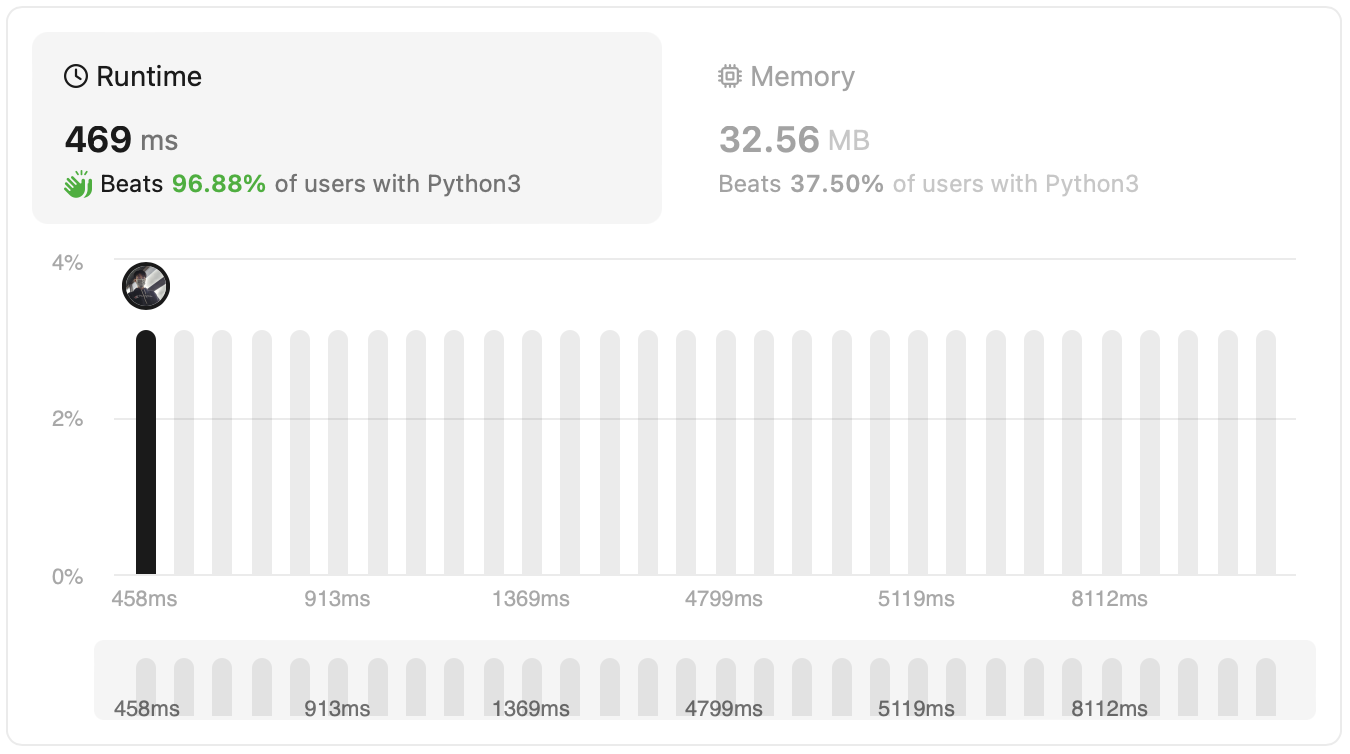 Runtime
469 ms
Beats 96.88% of users with Python3
Memory
32.56 MB
Beats 37.50% of users with Python3
4%
2%
0%
458ms 913ms 1369ms 4799ms 5119ms 8112ms
458ms 913ms 1369ms 4799ms 5119ms 8112ms